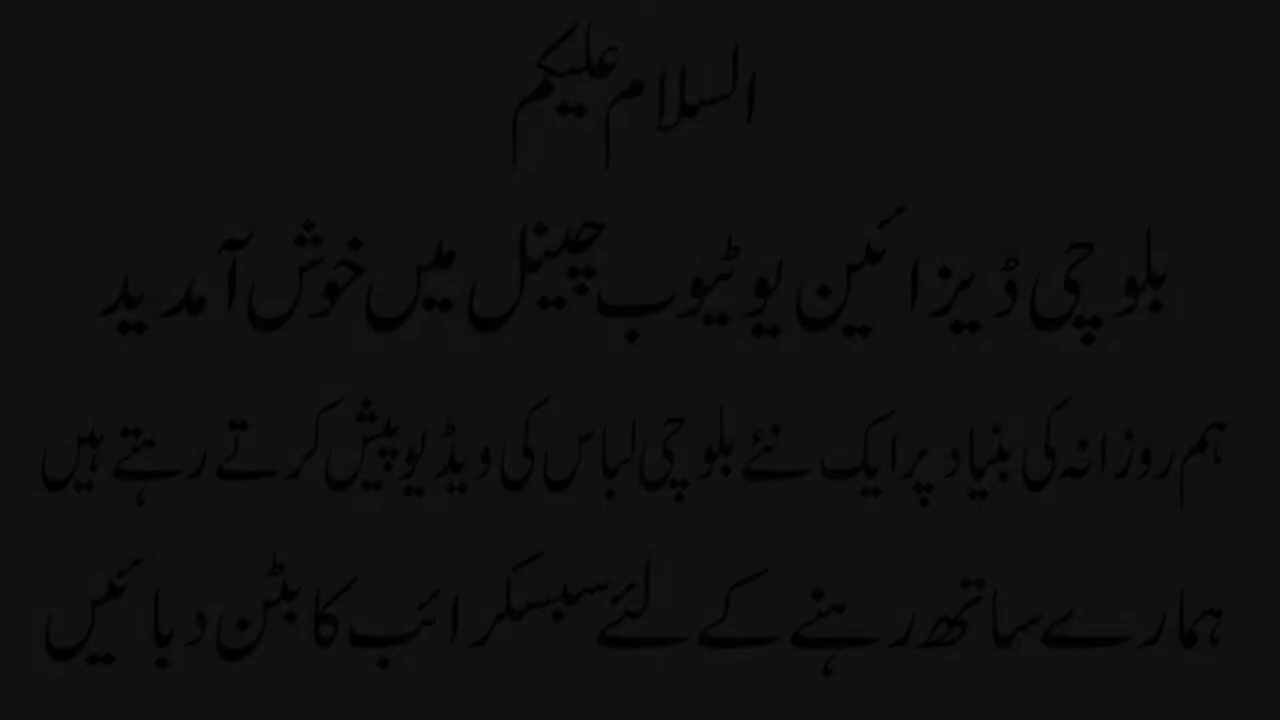 السلام علیکم
بلوچی ڈیزائین یوٹیوب چینل میں خوش آمدید
ہم روزانہ کی بنیاد پر ایک نئے بلوچی لباس کی ویڈیو پیش کرتے رہتے ہیں
ہمارے ساتھ رہنے کے لئے سبسکرائب کا بٹن دبائیں